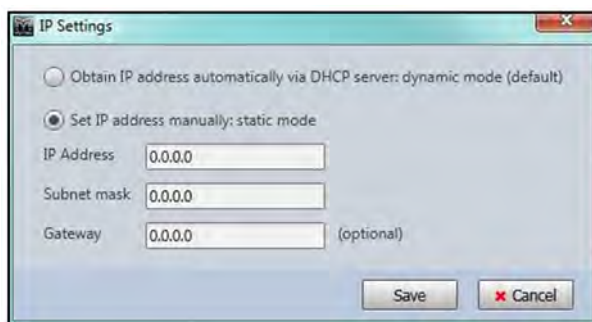 IP Settings
Obtain IP address automatically via DHCP server: dynamic mode (default)
Set IP address manually: static mode
IP Address 0.0.0.0
Subnet mask 0.0.0.0
Gateway 0.0.0.0 (optional)
Save Cancel